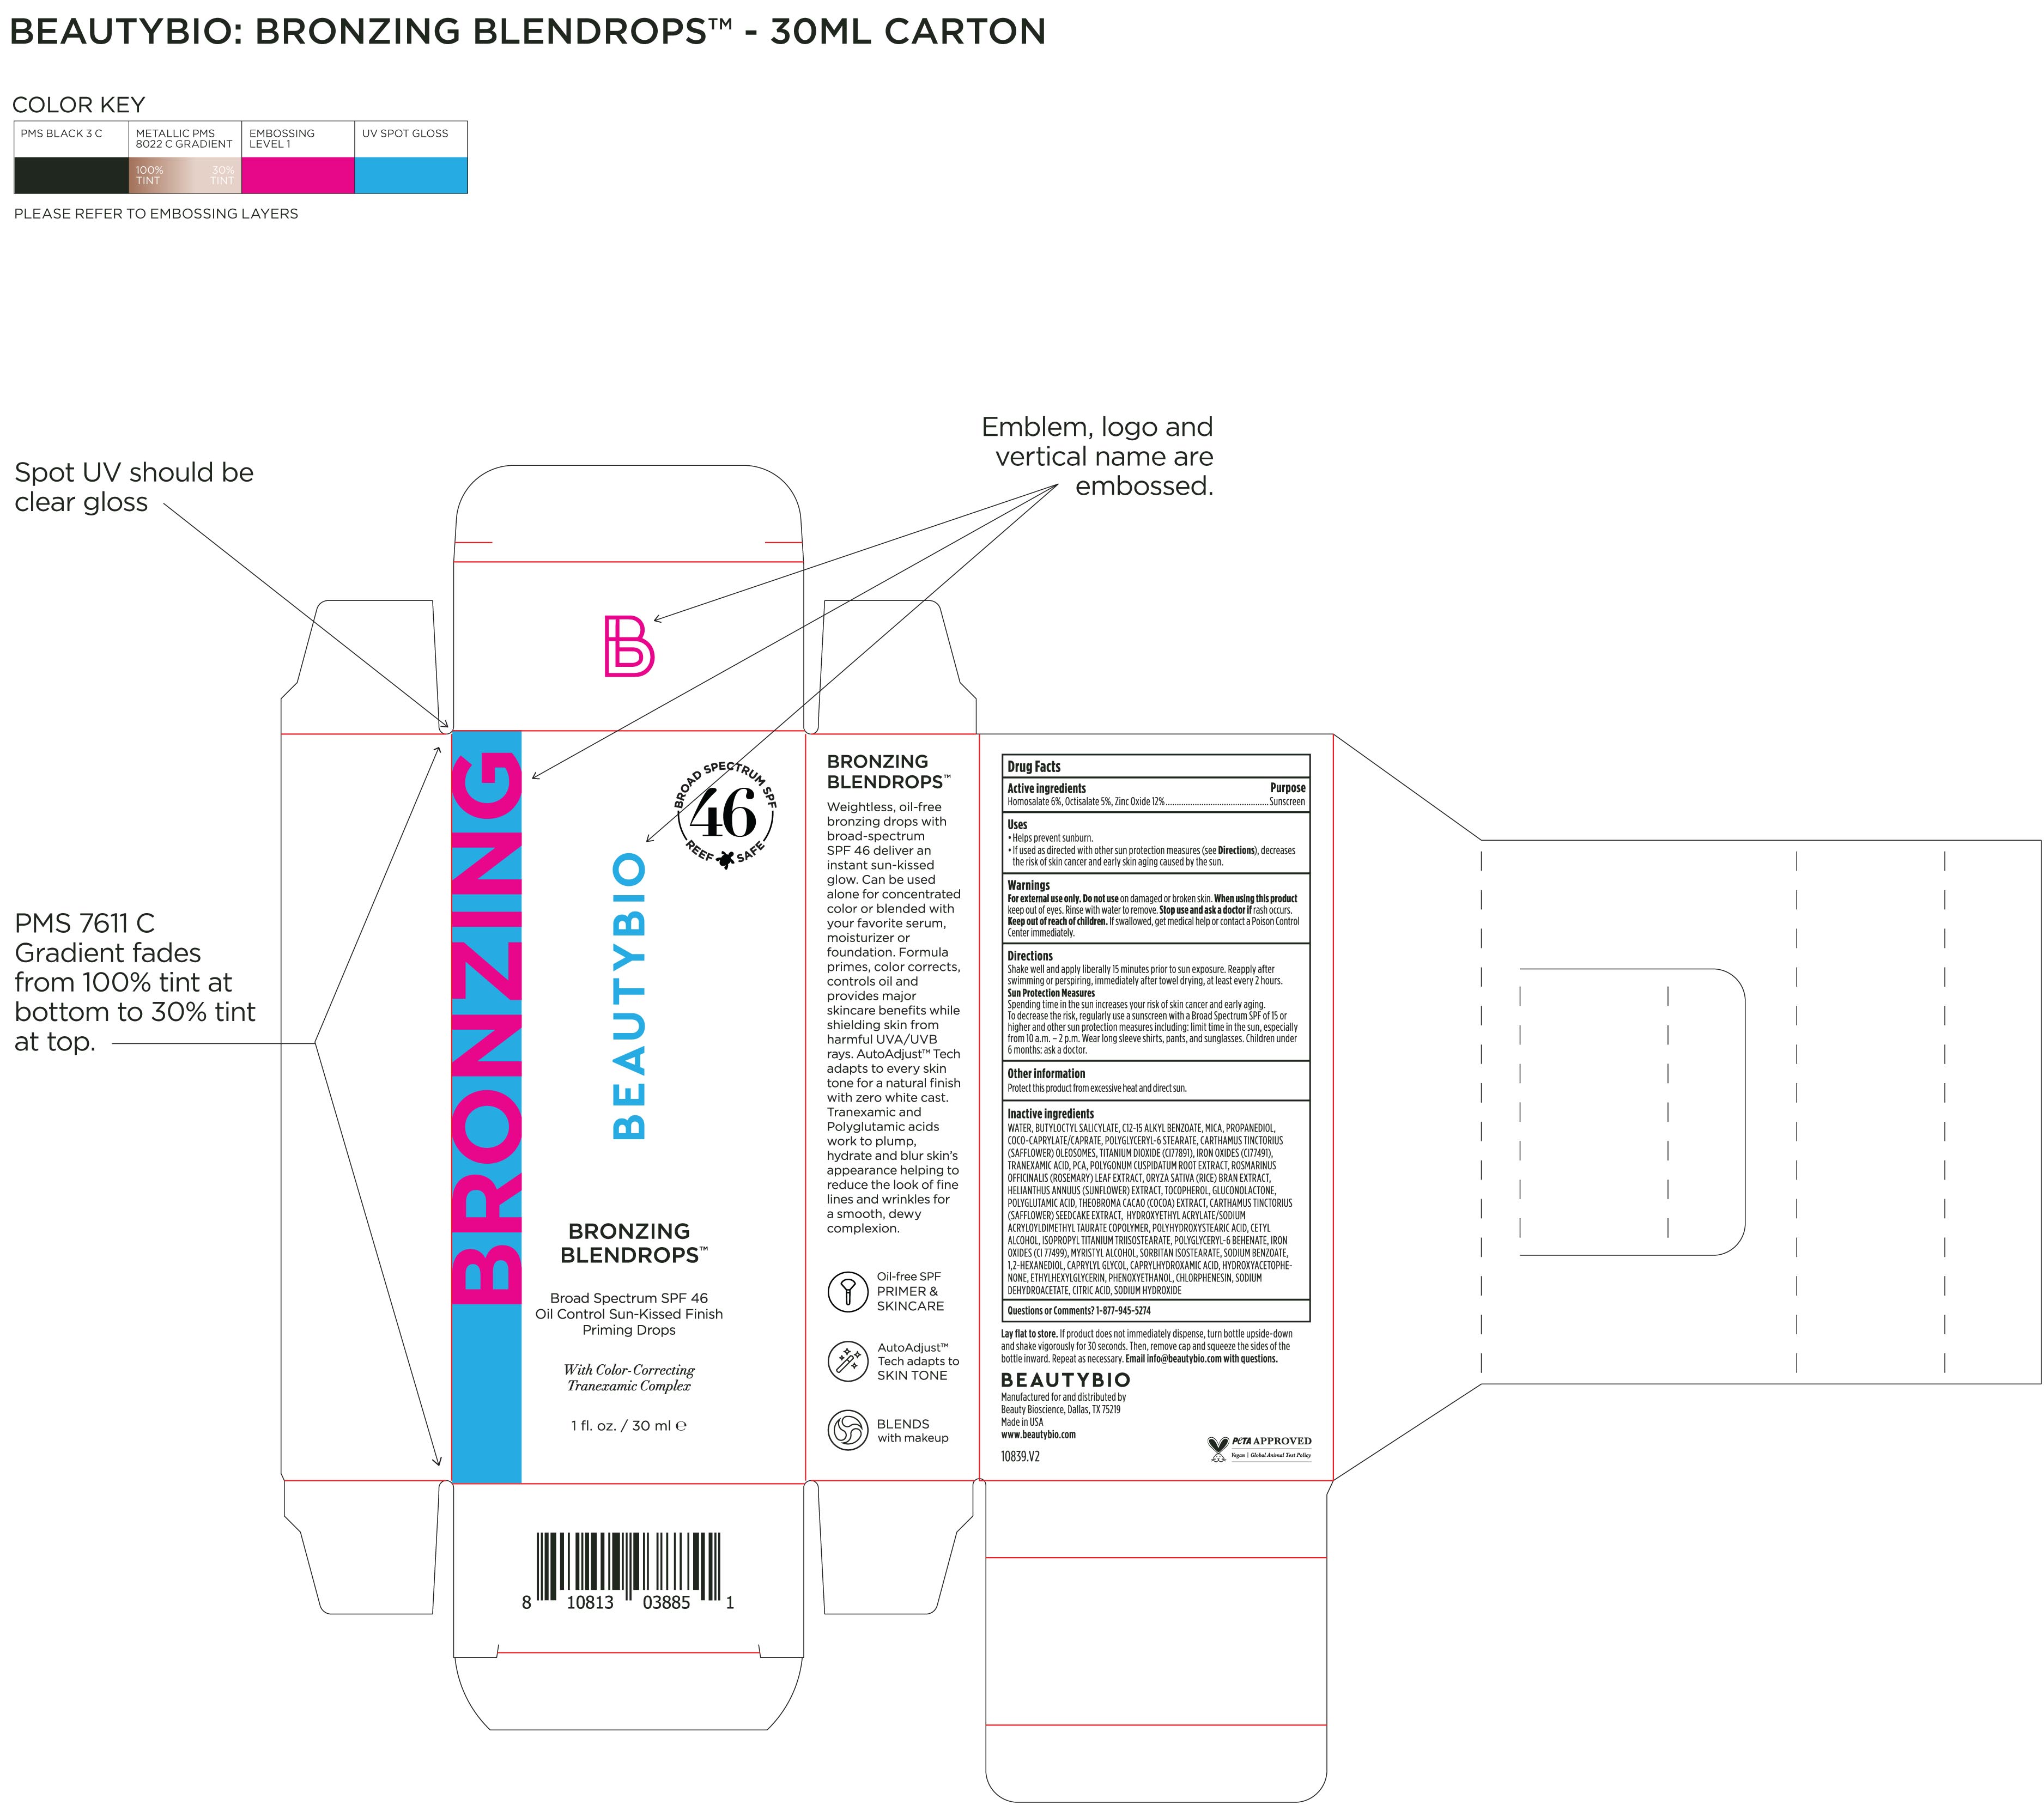 BEAUTYBIO: BRONZING BLENDROPS™ - 30ML CARTON
COLOR KEY
PMS BLACK 3 C
METALLIC PMS
8022 C GRADIENT
EMBOSSING
LEVEL 1
UV SPOT GLOSS
100%
TINT
30%
TINT
PLEASE REFER TO EMBOSSING LAYERS
Spot UV should be
clear gloss
Emblem, logo and
vertical name are
embossed.
PMS 7611 C
Gradient fades
from 100% tint at
bottom to 30% tint
at top.
B
BRONZING
BEAUTYBIO
BROAD SPECTRUM SPF
46
REEF SAFE
BRONZING
BLENDROPS™
Broad Spectrum SPF 46
Oil Control Sun-Kissed Finish
Priming Drops
With Color-Correcting
Tranexamic Complex
1 fl. oz. / 30 ml ℮
8 10813 03885 1
BRONZING
BLENDROPS™
Weightless, oil-free
bronzing drops with
broad-spectrum
SPF 46 deliver an
instant sun-kissed
glow. Can be used
alone for concentrated
color or blended with
your favorite serum,
moisturizer or
foundation. Formula
primes, color corrects,
controls oil and
provides major
skincare benefits while
shielding skin from
harmful UVA/UVB
rays. AutoAdjust™ Tech
adapts to every skin
tone for a natural finish
with zero white cast.
Tranexamic and
Polyglutamic acids
work to plump,
hydrate and blur skin's
appearance helping to
reduce the look of fine
lines and wrinkles for
a smooth, dewy
complexion.
Oil-free SPF
PRIMER &
SKINCARE
AutoAdjust™
Tech adapts to
SKIN TONE
BLENDS
with makeup
Drug Facts
Active ingredients Purpose
Homosalate 6%, Octisalate 5%, Zinc Oxide 12%............................................ Sunscreen
Uses
• Helps prevent sunburn.
• If used as directed with other sun protection measures (see Directions), decreases
the risk of skin cancer and early skin aging caused by the sun.
Warnings
For external use only. Do not use on damaged or broken skin. When using this product
keep out of eyes. Rinse with water to remove. Stop use and ask a doctor if rash occurs.
Keep out of reach of children. If swallowed, get medical help or contact a Poison Control
Center immediately.
Directions
Shake well and apply liberally 15 minutes prior to sun exposure. Reapply after
swimming or perspiring, immediately after towel drying, at least every 2 hours.
Sun Protection Measures
Spending time in the sun increases your risk of skin cancer and early aging.
To decrease the risk, regularly use a sunscreen with a Broad Spectrum SPF of 15 or
higher and other sun protection measures including: limit time in the sun, especially
from 10 a.m. – 2 p.m. Wear long sleeve shirts, pants, and sunglasses. Children under
6 months: ask a doctor.
Other information
Protect this product from excessive heat and direct sun.
Inactive ingredients
WATER, BUTYLOCTYL SALICYLATE, C12-15 ALKYL BENZOATE, MICA, PROPANEDIOL,
COCO-CAPRYLATE/CAPRATE, POLYGLYCERYL-6 STEARATE, CARTHAMUS TINCTORIUS
(SAFFLOWER) OLEOSOMES, TITANIUM DIOXIDE (CI77891), IRON OXIDES (CI77491),
TRANEXAMIC ACID, PCA, POLYGONUM CUSPIDATUM ROOT EXTRACT, ROSMARINUS
OFFICINALIS (ROSEMARY) LEAF EXTRACT, ORYZA SATIVA (RICE) BRAN EXTRACT,
HELIANTHUS ANNUUS (SUNFLOWER) EXTRACT, TOCOPHEROL, GLUCONOLACTONE,
POLYGLUTAMIC ACID, THEOBROMA CACAO (COCOA) EXTRACT, CARTHAMUS TINCTORIUS
(SAFFLOWER) SEEDCAKE EXTRACT, HYDROXYETHYL ACRYLATE/SODIUM
ACRYLOYLDIMETHYL TAURATE COPOLYMER, POLYHYDROXYSTEARIC ACID, CETYL
ALCOHOL, ISOPROPYL TITANIUM TRIISOSTEARATE, POLYGLYCERYL-6 BEHENATE, IRON
OXIDES (CI 77499), MYRISTYL ALCOHOL, SORBITAN ISOSTEARATE, SODIUM BENZOATE,
1,2-HEXANEDIOL, CAPRYLYL GLYCOL, CAPRYLHYDROXAMIC ACID, HYDROXYACETOPHE-
NONE, ETHYLHEXYLGLYCERIN, PHENOXYETHANOL, CHLORPHENESIN, SODIUM
DEHYDROACETATE, CITRIC ACID, SODIUM HYDROXIDE
Questions or Comments? 1-877-945-5274
Lay flat to store. If product does not immediately dispense, turn bottle upside-down
and shake vigorously for 30 seconds. Then, remove cap and squeeze the sides of the
bottle inward. Repeat as necessary. Email info@beautybio.com with questions.
BEAUTYBIO
Manufactured for and distributed by
Beauty Bioscience, Dallas, TX 75219
Made in USA
www.beautybio.com
10839.V2
PeTA APPROVED
Vegan | Global Animal Test Policy